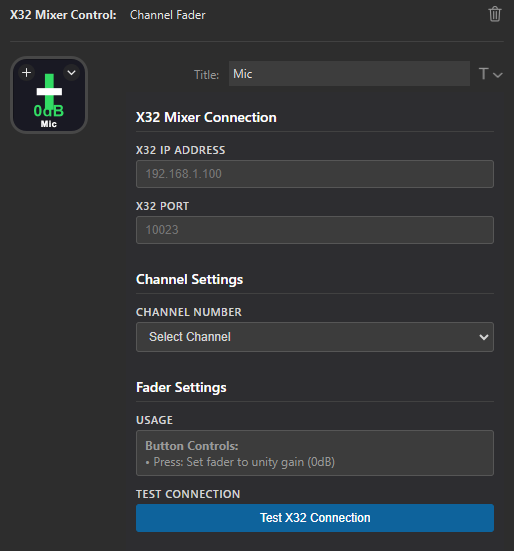 X32 Mixer Control: Channel Fader
0dB
Mic
Title: Mic
T
X32 Mixer Connection
X32 IP ADDRESS
192.168.1.100
X32 PORT
10023
Channel Settings
CHANNEL NUMBER
Select Channel
Fader Settings
USAGE
Button Controls:
• Press: Set fader to unity gain (0dB)
TEST CONNECTION
Test X32 Connection